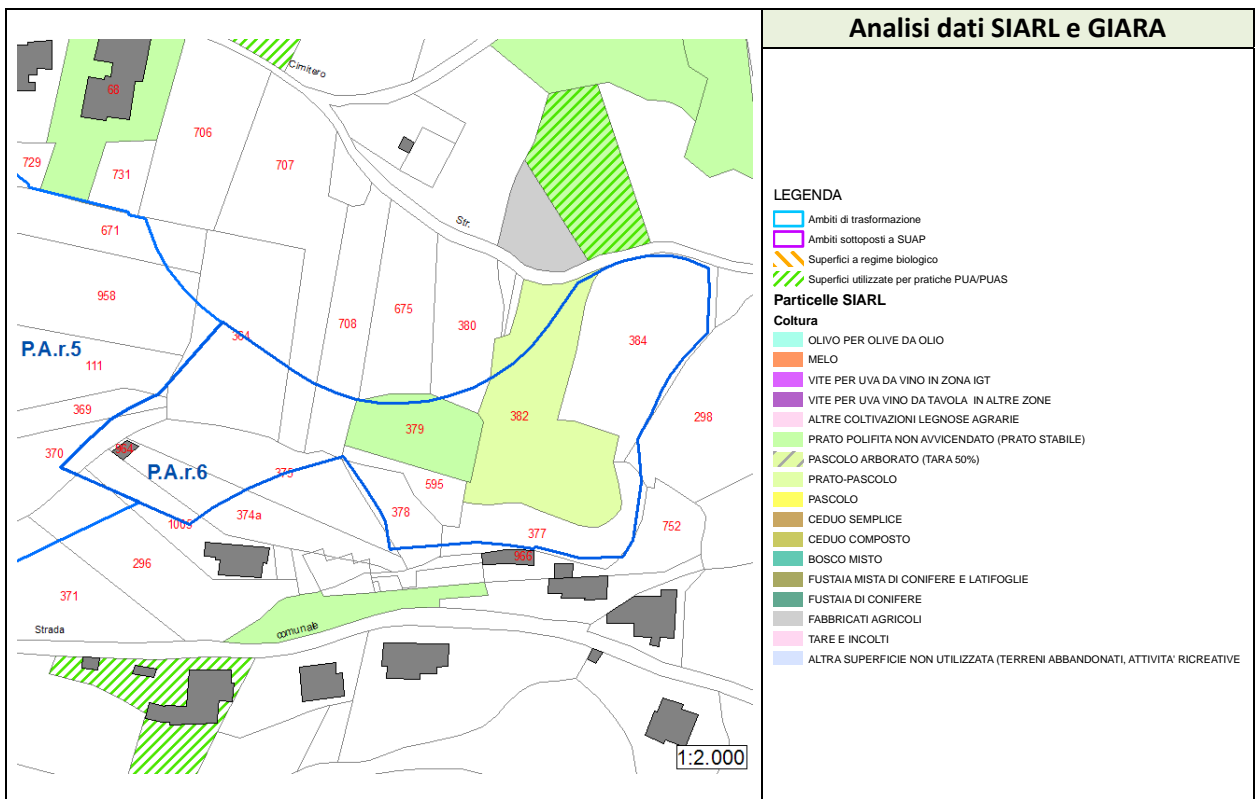 Analisi dati SIARL e GIARA
Cimitero
68
706
729
731
707
Str.
671
958
708
675
380
364
384
P.A.r.5
111
369
382
298
379
370
964
P.A.r.6
375
595
378
374a
1005
377
752
966
296
371
Strada
comunale
1:2.000
LEGENDA
Ambiti di trasformazione
Ambiti sottoposti a SUAP
Superfici a regime biologico
Superfici utilizzate per pratiche PUA/PUAS
Particelle SIARL
Coltura
OLIVO PER OLIVE DA OLIO
MELO
VITE PER UVA DA VINO IN ZONA IGT
VITE PER UVA VINO DA TAVOLA IN ALTRE ZONE
ALTRE COLTIVAZIONI LEGNOSE AGRARIE
PRATO POLIFITA NON AVVICENDATO (PRATO STABILE)
PASCOLO ARBORATO (TARA 50%)
PRATO-PASCOLO
PASCOLO
CEDUO SEMPLICE
CEDUO COMPOSTO
BOSCO MISTO
FUSTAIA MISTA DI CONIFERE E LATIFOGLIE
FUSTAIA DI CONIFERE
FABBRICATI AGRICOLI
TARE E INCOLTI
ALTRA SUPERFICIE NON UTILIZZATA (TERRENI ABBANDONATI, ATTIVITA' RICREATIVE